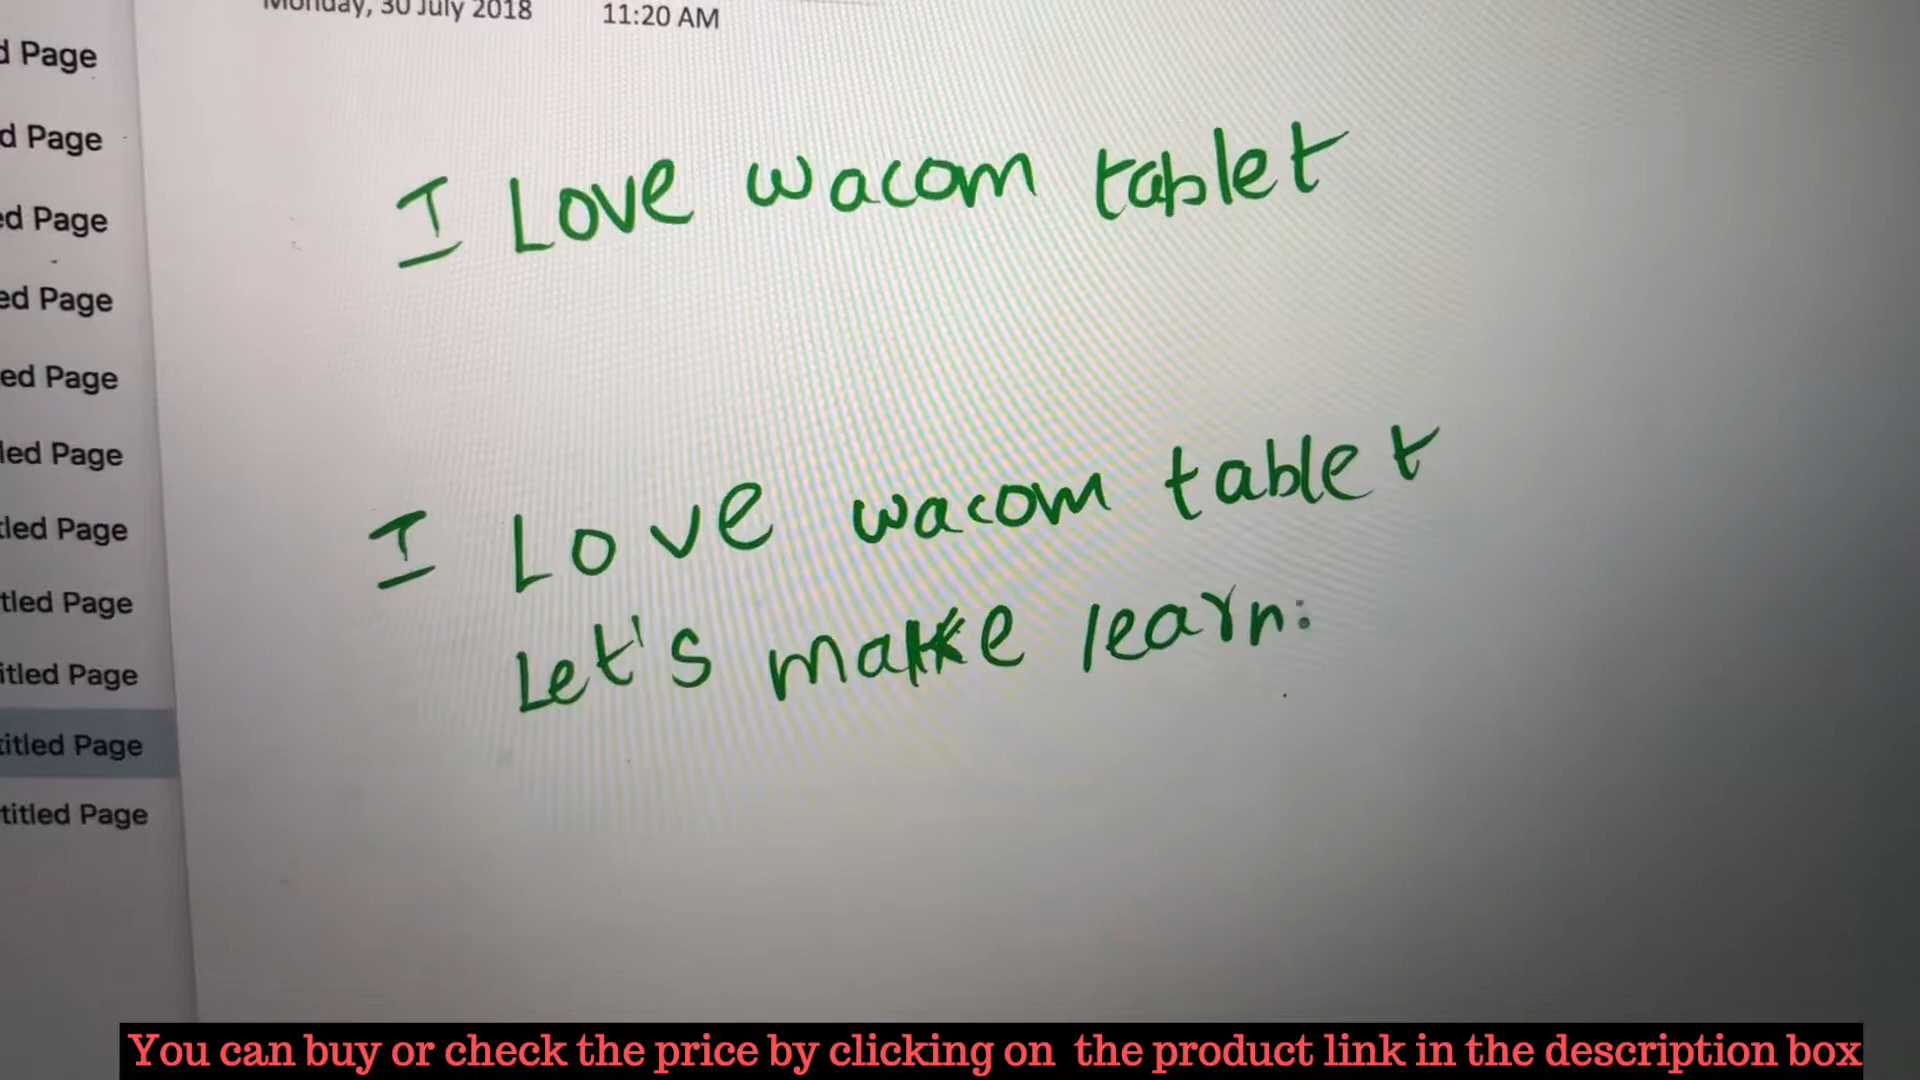 Monday, 30 July 2018 11:20 AM
d Page
d Page
ed Page
ed Page
ed Page
led Page
tled Page
tled Page
itled Page
titled Page
titled Page
I Love wacom tablet
I Love wacom tablet
Let's make learn
You can buy or check the price by clicking on the product link in the description box